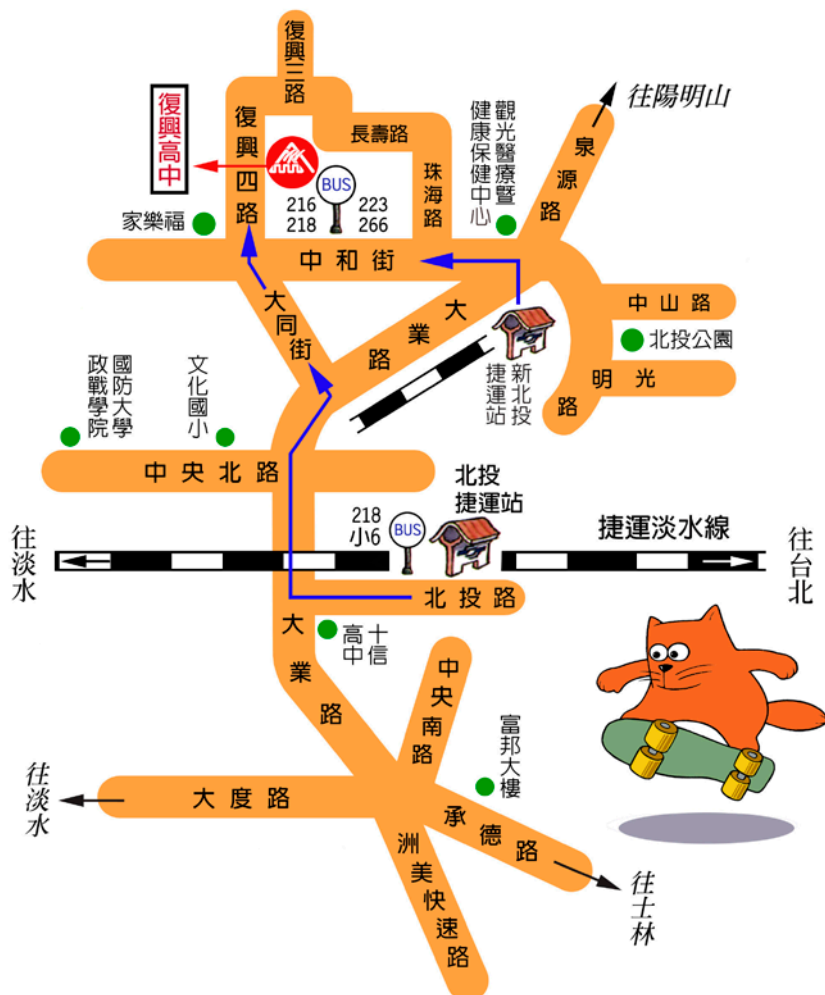 復興三路
復興高中
復興四路
長壽路
珠海路
觀光醫療暨
健康保健中心
泉源路
往陽明山
BUS
216 223
218 266
家樂福
中和街
大同街
大業路
新北投
捷運站
中山路
北投公園
明光路
國防大學
政戰學院
文化國小
中央北路
北投
捷運站
218
小6
BUS
捷運淡水線
往淡水
往台北
北投路
十信
高中
大業路
中央南路
富邦大樓
往淡水
大度路
承德路
洲美快速路
往士林